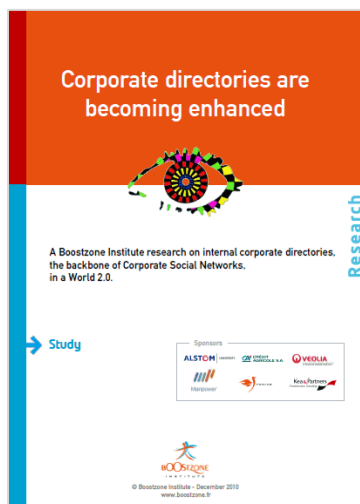 Corporate directories are
becoming enhanced
A Boostzone Institute research on internal corporate directories,
the backbone of Corporate Social Networks,
in a World 2.0.
Research
Study
Sponsors
ALSTOM
CRÉDIT
AGRICOLE S.A.
VEOLIA
ENVIRONNEMENT
Manpower
Kea&Partners
BOOSTZONE
INSTITUTE
© Boostzone Institute - December 2010
www.boostzone.fr